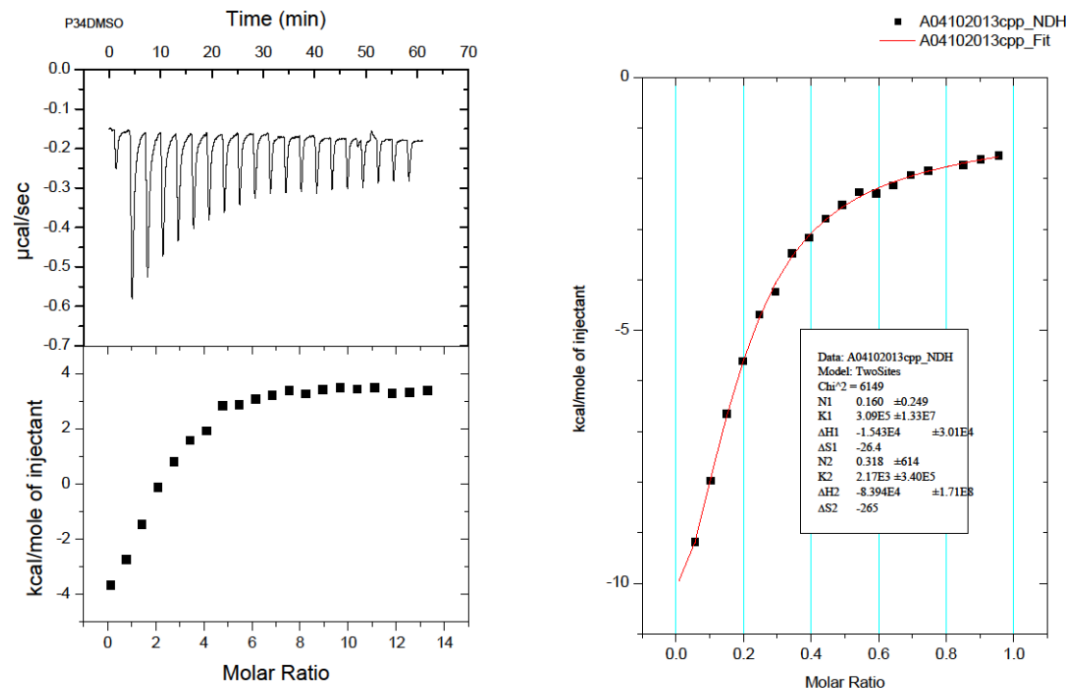 P34DMSO
Time (min)
0 10 20 30 40 50 60 70
0.0
-0.1
-0.2
-0.3
-0.4
-0.5
-0.6
-0.7
µcal/sec
4
2
0
-2
-4
kcal/mole of injectant
0 2 4 6 8 10 12 14
Molar Ratio
A04102013cpp_NDH
A04102013cpp_Fit
0
-5
-10
kcal/mole of injectant
Data: A04102013cpp_NDH
Model: TwoSites
Chi^2 = 6149
N1 0.160 ±0.249
K1 3.09E5 ±1.33E7
ΔH1 -1.543E4 ±3.01E4
ΔS1 -26.4
N2 0.318 ±614
K2 2.17E3 ±3.40E5
ΔH2 -8.394E4 ±1.71E8
ΔS2 -265
0.0 0.2 0.4 0.6 0.8 1.0
Molar Ratio